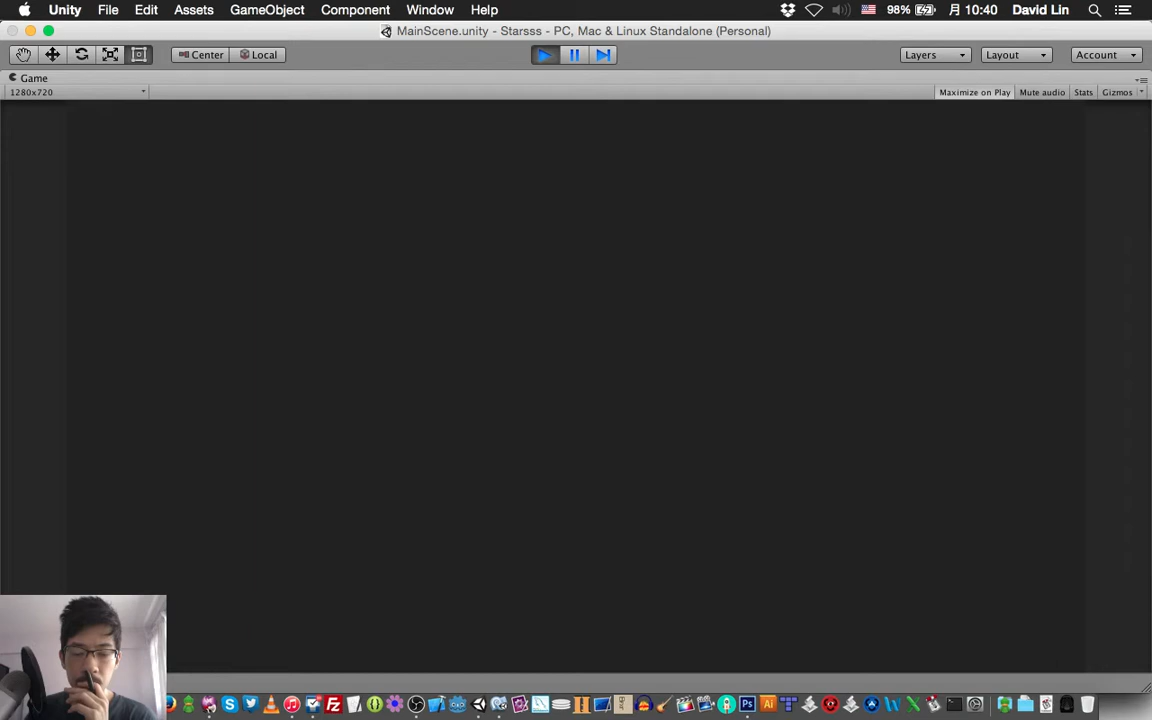 Unity File Edit Assets GameObject Component Window Help 98% 月 10:40 David Lin
MainScene.unity - Starsss - PC, Mac & Linux Standalone (Personal)
Center Local Layers Layout Account
Game
1280x720 Maximize on Play Mute audio Stats Gizmos